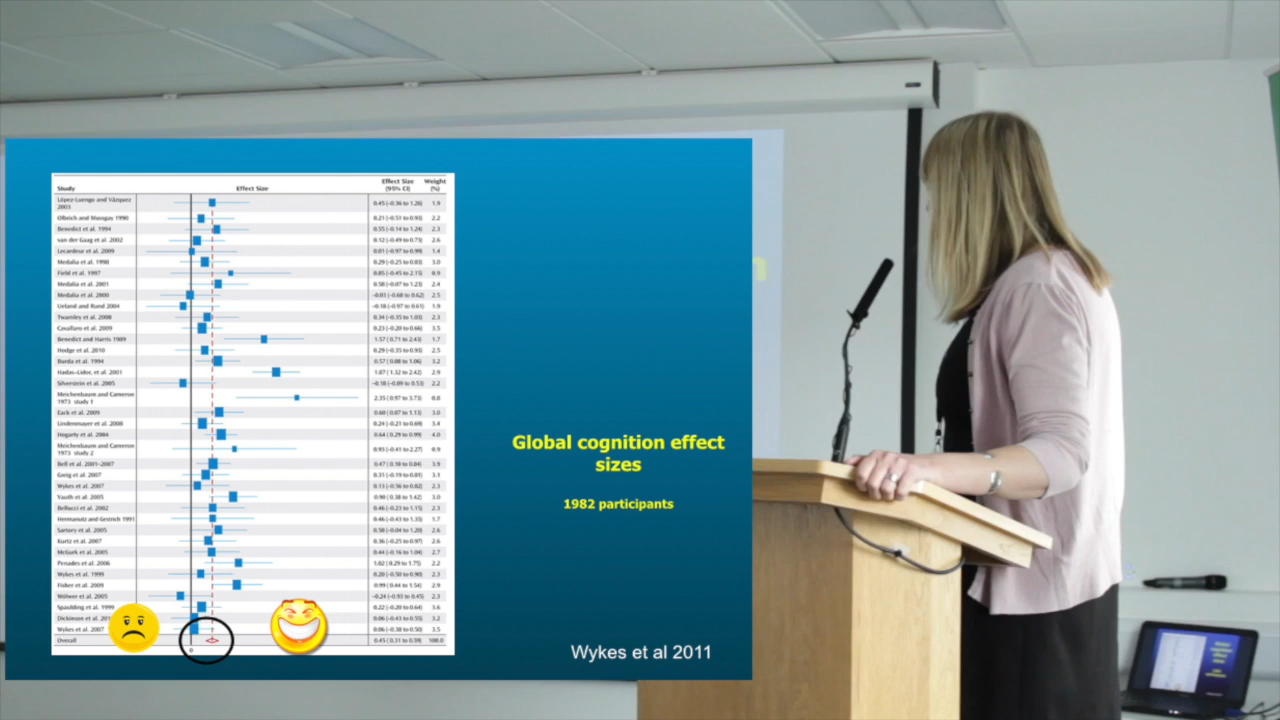 Study Effect Size Effect Size (95% CI) Weight (%)
López-Luengo and Vázquez 2003 0.45 (-0.36 to 1.26) 1.9
Olbrich and Mussgay 1990 0.21 (-0.51 to 0.93) 2.2
Benedict et al. 1994 0.55 (-0.14 to 1.24) 2.3
van der Gaag et al. 2002 0.12 (-0.49 to 0.73) 2.6
Lecardeur et al. 2009 0.01 (-0.97 to 0.99) 1.4
Medalia et al. 1998 0.29 (-0.25 to 0.83) 3.0
Field et al. 1997 0.85 (-0.45 to 2.15) 0.9
Medalia et al. 2001 0.58 (-0.07 to 1.23) 2.4
Medalia et al. 2000 -0.03 (-0.68 to 0.62) 2.5
Ueland and Rund 2004 -0.18 (-0.97 to 0.61) 1.9
Twamley et al. 2008 0.34 (-0.35 to 1.03) 2.3
Cavallaro et al. 2009 0.23 (-0.20 to 0.66) 3.5
Benedict and Harris 1989 1.57 (0.71 to 2.43) 1.7
Hodge et al. 2010 0.29 (-0.35 to 0.93) 2.5
Burda et al. 1994 0.57 (0.08 to 1.06) 3.2
Hadas-Lidor, et al. 2001 1.87 (1.32 to 2.42) 2.9
Silverstein et al. 2005 -0.18 (-0.89 to 0.53) 2.2
Meichenbaum and Cameron 1973 study 1 2.35 (0.97 to 3.73) 0.8
Eack et al. 2009 0.60 (0.07 to 1.13) 3.0
Lindenmayer et al. 2008 0.24 (-0.21 to 0.69) 3.4
Hogarty et al. 2004 0.64 (0.29 to 0.99) 4.0
Meichenbaum and Cameron 1973 study 2 0.93 (-0.41 to 2.27) 0.9
Bell et al. 2001-2007 0.47 (0.10 to 0.84) 3.9
Greig et al. 2007 0.31 (-0.19 to 0.81) 3.1
Wykes et al. 2007 0.13 (-0.56 to 0.82) 2.3
Vauth et al. 2005 0.90 (0.38 to 1.42) 3.0
Bellucci et al. 2002 0.46 (-0.23 to 1.15) 2.3
Hermanutz and Gestrich 1991 0.46 (-0.43 to 1.35) 1.7
Sartory et al. 2005 0.58 (-0.04 to 1.20) 2.6
Kurtz et al. 2007 0.36 (-0.25 to 0.97) 2.6
McGurk et al. 2005 0.44 (-0.16 to 1.04) 2.7
Penades et al. 2006 1.02 (0.29 to 1.75) 2.2
Wykes et al. 1999 0.20 (-0.50 to 0.90) 2.3
Fisher et al. 2009 0.99 (0.44 to 1.54) 2.9
Wölwer et al. 2005 -0.24 (-0.93 to 0.45) 2.3
Spaulding et al. 1999 0.22 (-0.20 to 0.64) 3.6
Dickinson et al. 0.06 (-0.43 to 0.55) 3.2
Wykes et al. 2007 0.06 (-0.38 to 0.50) 3.5
Overall 0.45 (0.31 to 0.59) 100.0
0
Global cognition effect
sizes
1982 participants
Wykes et al 2011